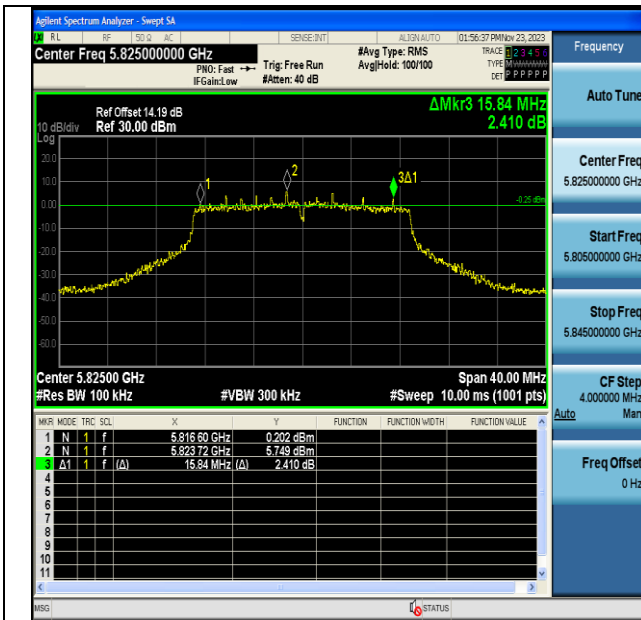 Agilent Spectrum Analyzer - Swept SA
RL RF 50 Ω AC SENSE:INT ALIGN AUTO 01:56:37 PM Nov 23, 2023
Center Freq 5.825000000 GHz
PNO: Fast
IFGain:Low
Trig: Free Run
#Atten: 40 dB
#Avg Type: RMS
Avg|Hold: 100/100
TRACE 1 2 3 4 5 6
TYPE M
DET P P P P P P
Ref Offset 14.19 dB
10 dB/div Ref 30.00 dBm
Log
ΔMkr3 15.84 MHz
2.410 dB
20.0
10.0
0.00
-10.0
-20.0
-30.0
-40.0
-50.0
-60.0
1
2
3Δ1
-0.25 dBm
Center 5.82500 GHz Span 40.00 MHz
#Res BW 100 kHz #VBW 300 kHz #Sweep 10.00 ms (1001 pts)
MKR MODE TRC SCL X Y FUNCTION FUNCTION WIDTH FUNCTION VALUE
1 N 1 f 5.816 60 GHz 0.202 dBm
2 N 1 f 5.823 72 GHz 5.749 dBm
3 Δ1 1 f (Δ) 15.84 MHz (Δ) 2.410 dB
4
5
6
7
8
9
10
11
MSG STATUS
Frequency
Auto Tune
Center Freq
5.825000000 GHz
Start Freq
5.805000000 GHz
Stop Freq
5.845000000 GHz
CF Step
4.000000 MHz
Auto Man
Freq Offset
0 Hz